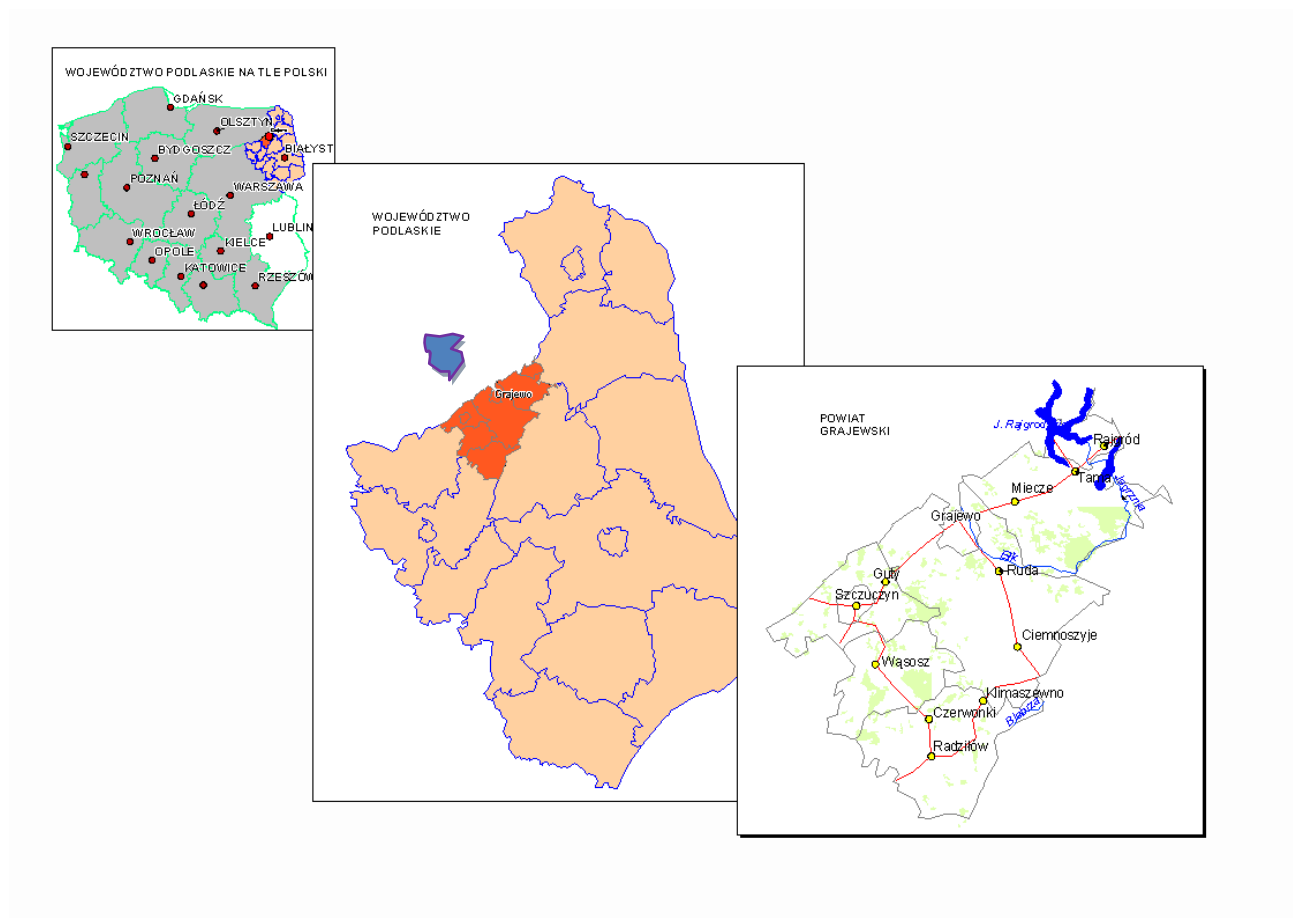 WOJEWÓDZTWO PODLASKIE NA TLE POLSKI
GDAŃSK
OLSZTYN
SZCZECIN
BYDGOSZCZ
BIAŁYST
POZNAŃ
WARSZAWA
ŁÓDŹ
LUBLIN
WROCŁAW
KIELCE
OPOLE
KATOWICE
RZESZÓW
WOJEWÓDZTWO
PODLASKIE
Grajewo
POWIAT
GRAJEWSKI
Rajgród
Tama
Miecze
Grajewo
Ełk
Ruda
Guty
Szczuczyn
Ciemnoszyje
Wąsosz
Klimaszewno
Czerwonki
Biebrza
Radziłów